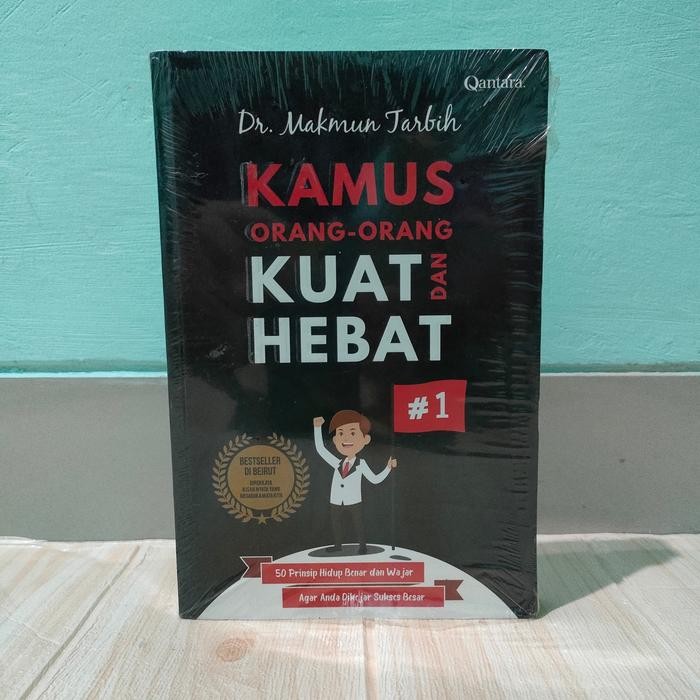 Qantara.
Dr. Makmun Tarbih
KAMUS
ORANG-ORANG
KUAT DAN
HEBAT
#1
BESTSELLER
DI BEIRUT
50 Prinsip Hidup Benar dan Wajar
Agar Anda Dikejar Sukses Besar